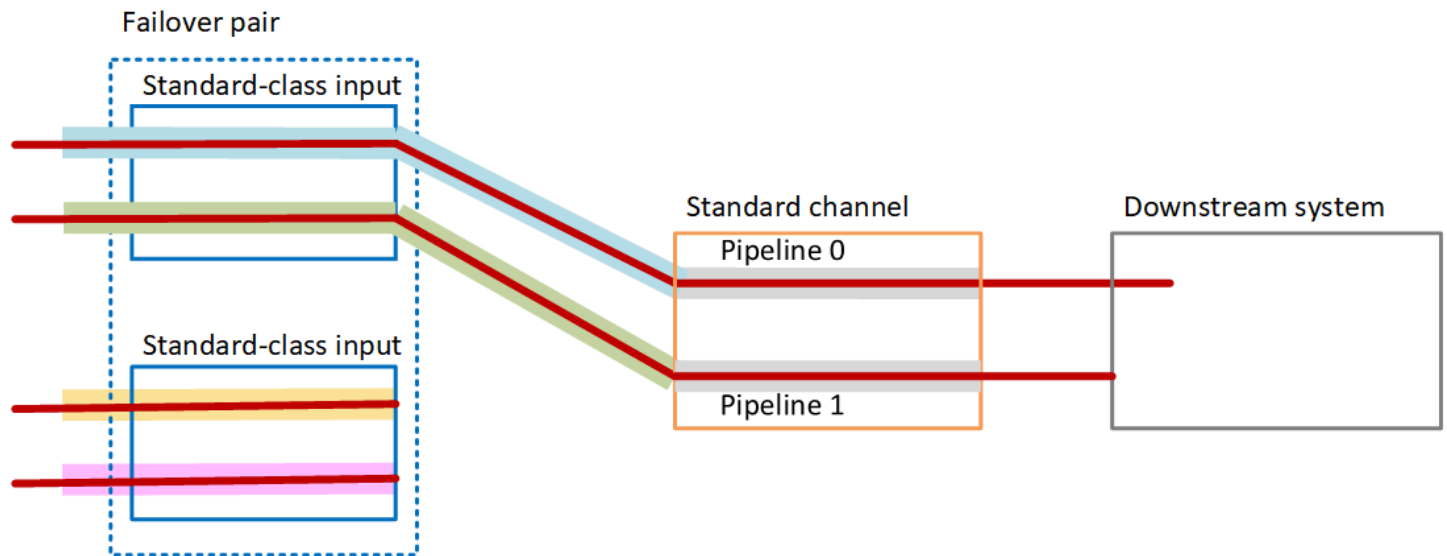 Failover pair
Standard-class input
Standard channel
Downstream system
Pipeline 0
Standard-class input
Pipeline 1